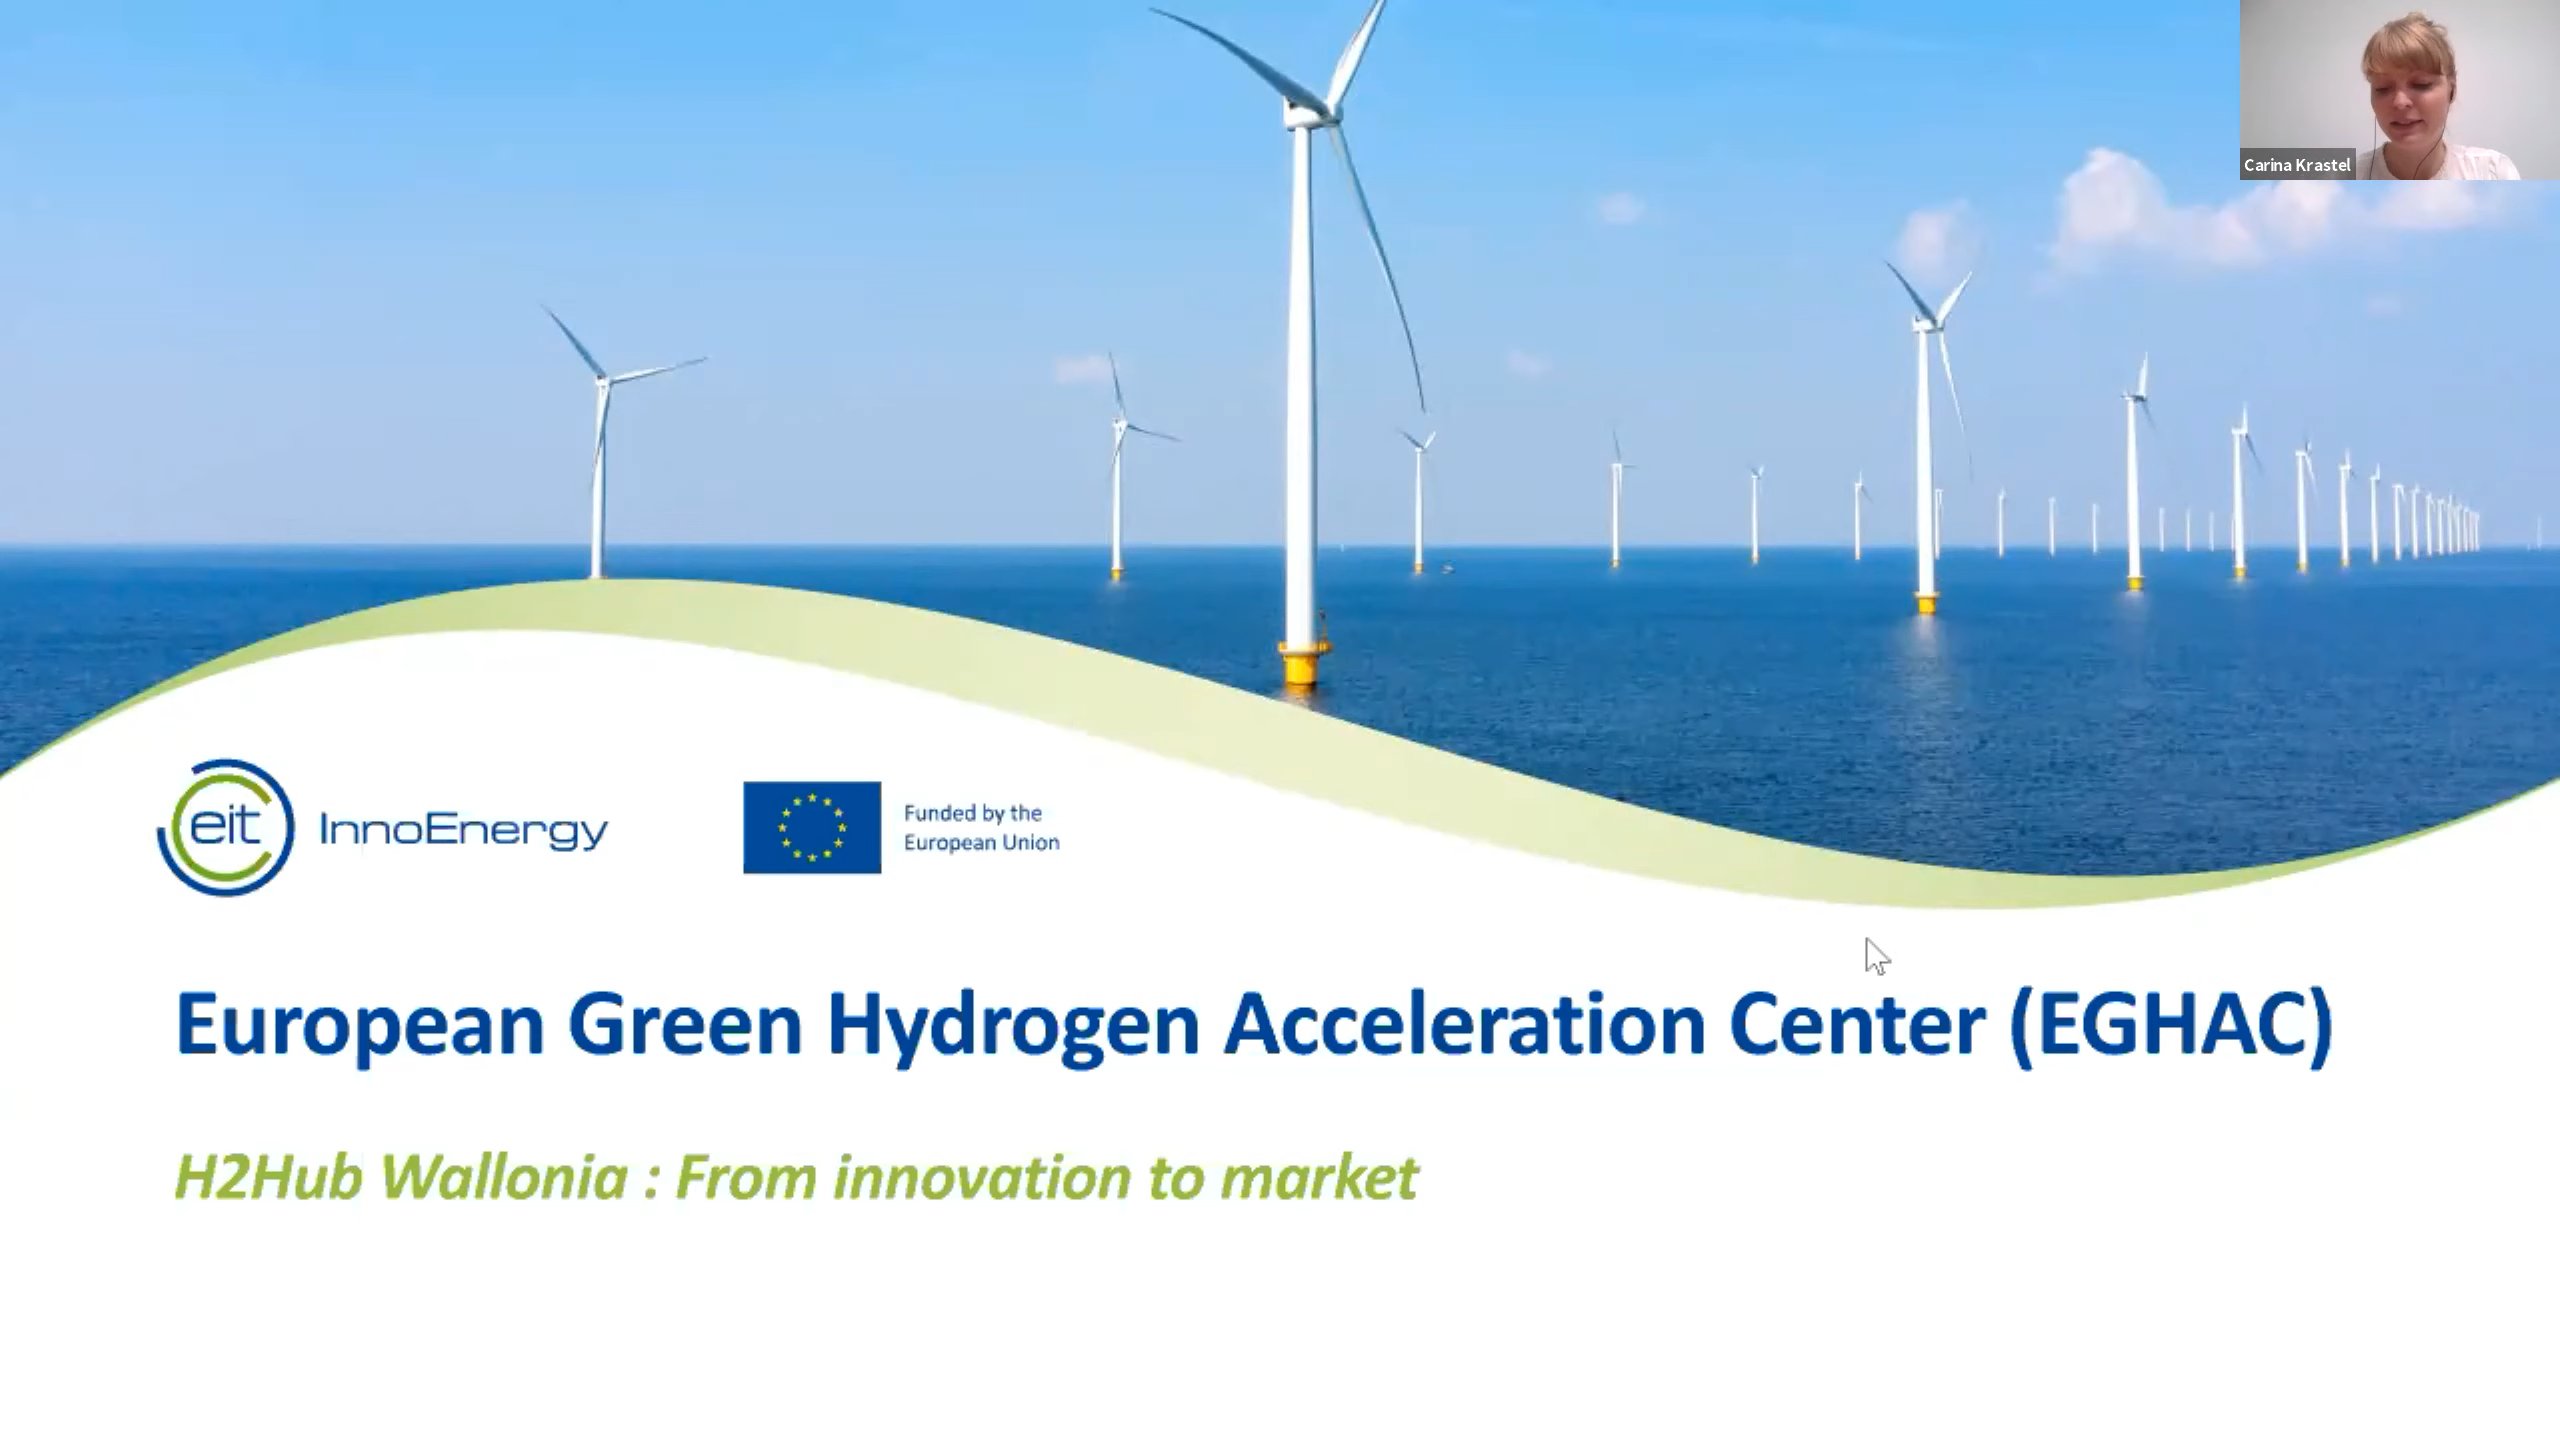 Carina Krastel
eit InnoEnergy
Funded by the
European Union
European Green Hydrogen Acceleration Center (EGHAC)
H2Hub Wallonia : From innovation to market